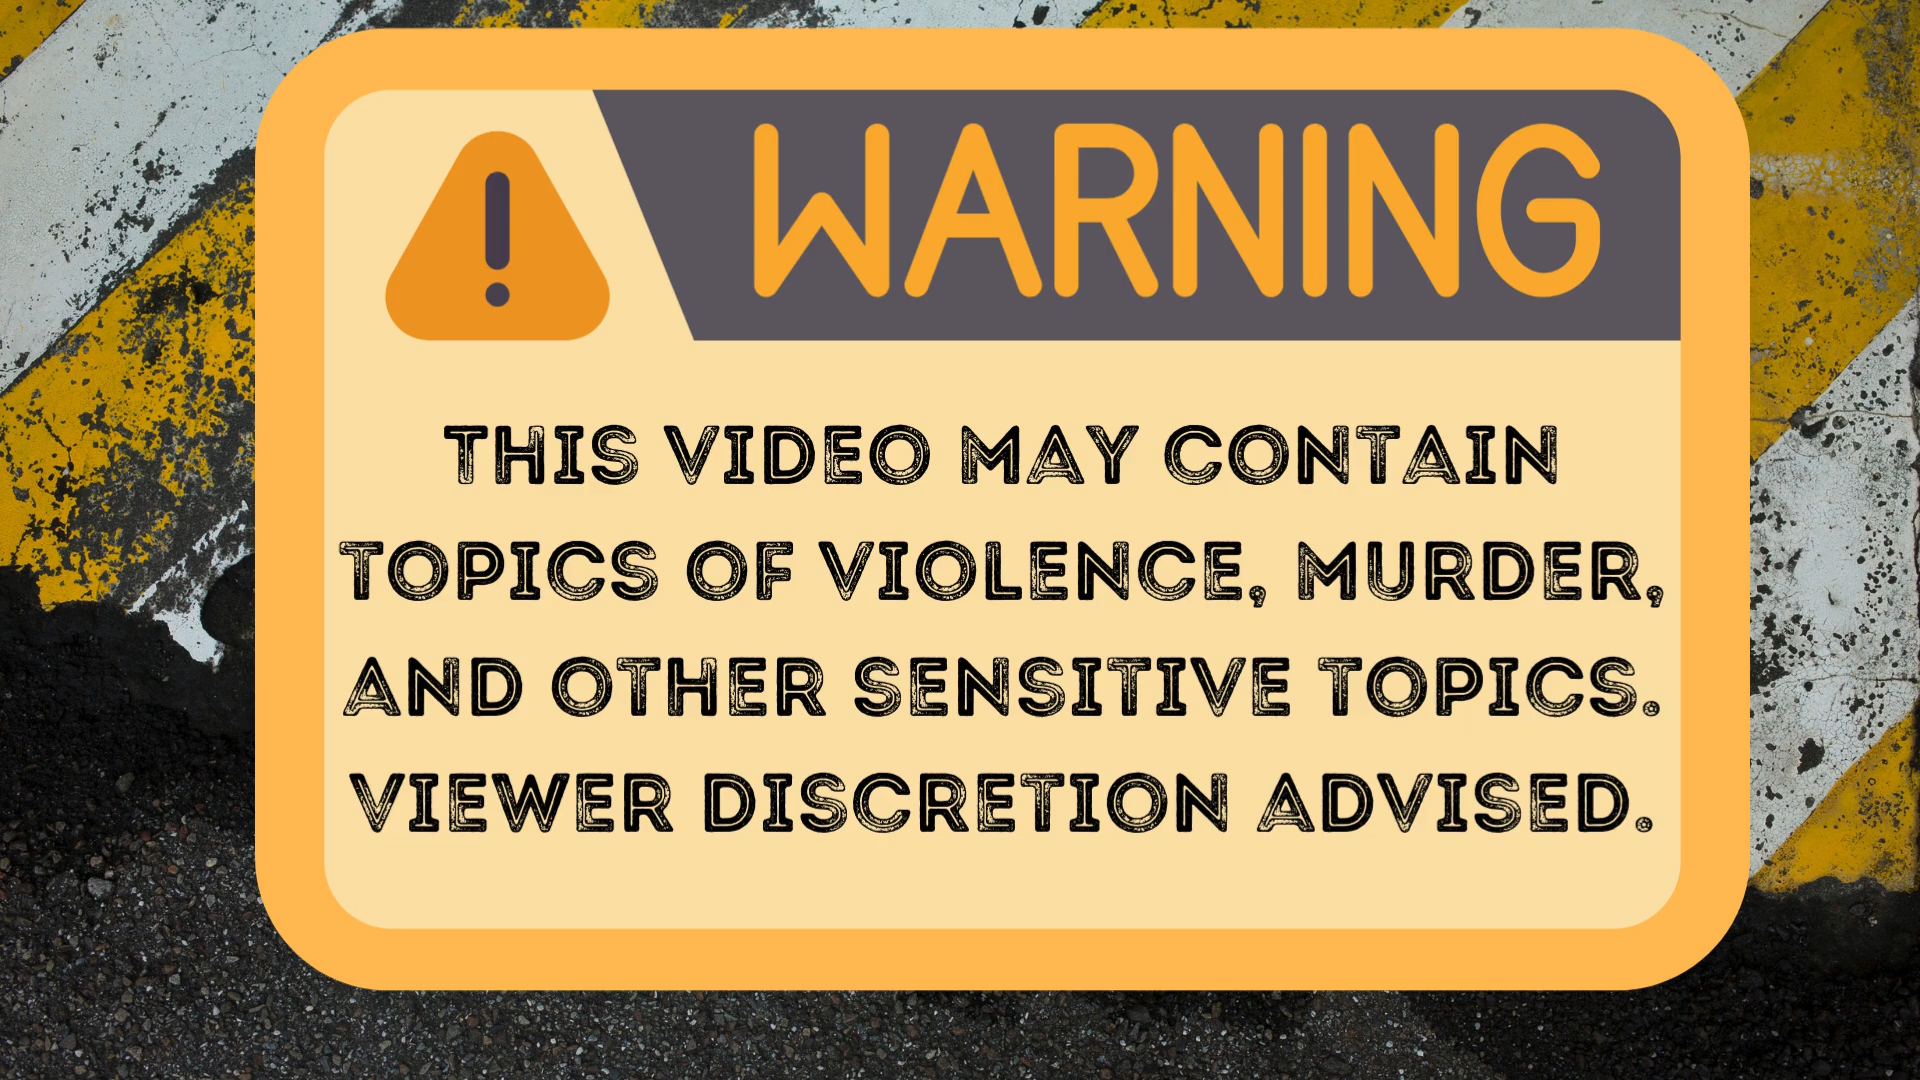 WARNING
THIS VIDEO MAY CONTAIN
TOPICS OF VIOLENCE, MURDER,
AND OTHER SENSITIVE TOPICS.
VIEWER DISCRETION ADVISED.